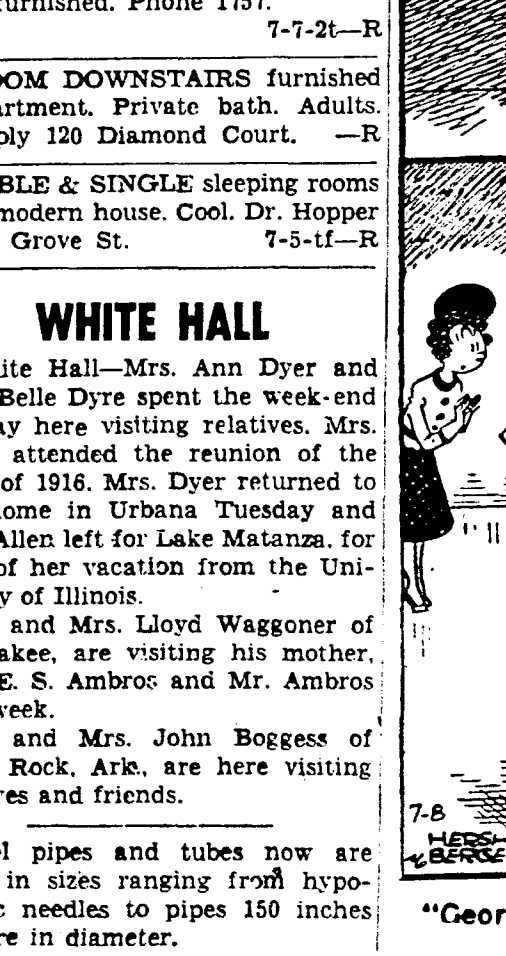 furnished. Phone 1757.
7-7-2t—R
OOM DOWNSTAIRS furnished
artment. Private bath. Adults.
ply 120 Diamond Court. —R
BLE & SINGLE sleeping rooms
modern house. Cool. Dr. Hopper
Grove St. 7-5-tf—R
WHITE HALL
ite Hall—Mrs. Ann Dyer and
Belle Dyre spent the week-end
ay here visiting relatives. Mrs.
attended the reunion of the
of 1916. Mrs. Dyer returned to
ome in Urbana Tuesday and
Allen left for Lake Matanza, for
of her vacation from the Uni-
y of Illinois.
and Mrs. Lloyd Waggoner of
akee, are visiting his mother,
E. S. Ambros and Mr. Ambros
week.
and Mrs. John Boggess of
Rock, Ark., are here visiting
ves and friends.
l pipes and tubes now are
in sizes ranging from hypo-
c needles to pipes 150 inches
re in diameter.
7-8
HERSH
BERGE
"Geor